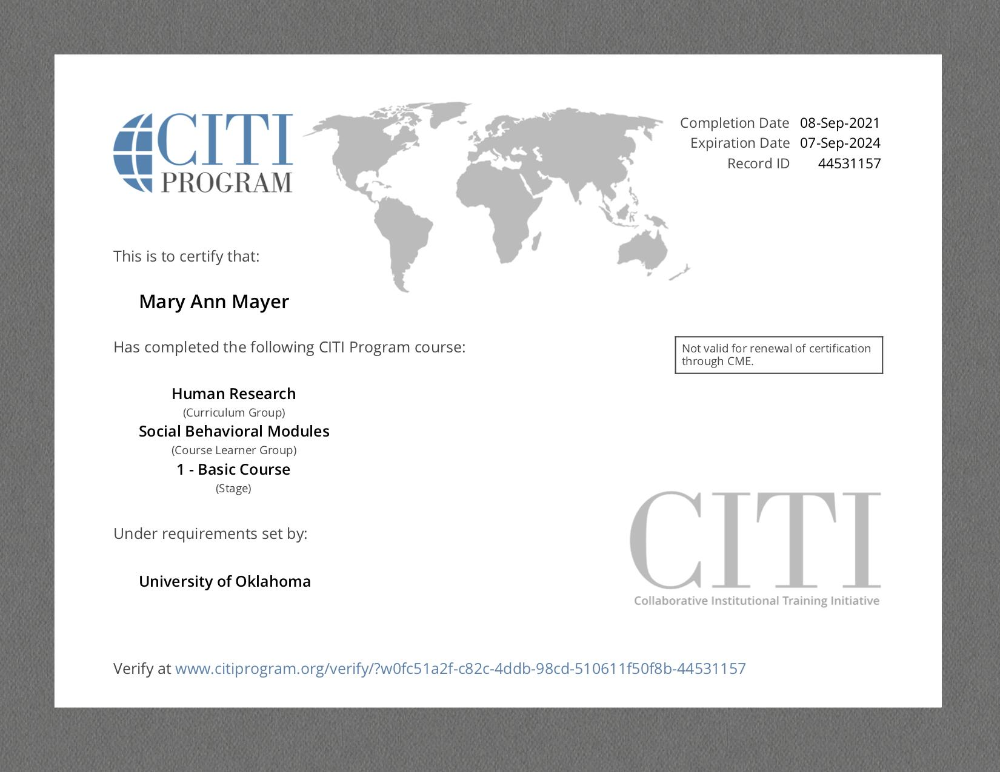 CITI
PROGRAM
Completion Date 08-Sep-2021
Expiration Date 07-Sep-2024
Record ID 44531157
This is to certify that:
Mary Ann Mayer
Has completed the following CITI Program course:
Not valid for renewal of certification
through CME.
Human Research
(Curriculum Group)
Social Behavioral Modules
(Course Learner Group)
1 - Basic Course
(Stage)
Under requirements set by:
University of Oklahoma
CITI
Collaborative Institutional Training Initiative
Verify at www.citiprogram.org/verify/?w0fc51a2f-c82c-4ddb-98cd-510611f50f8b-44531157